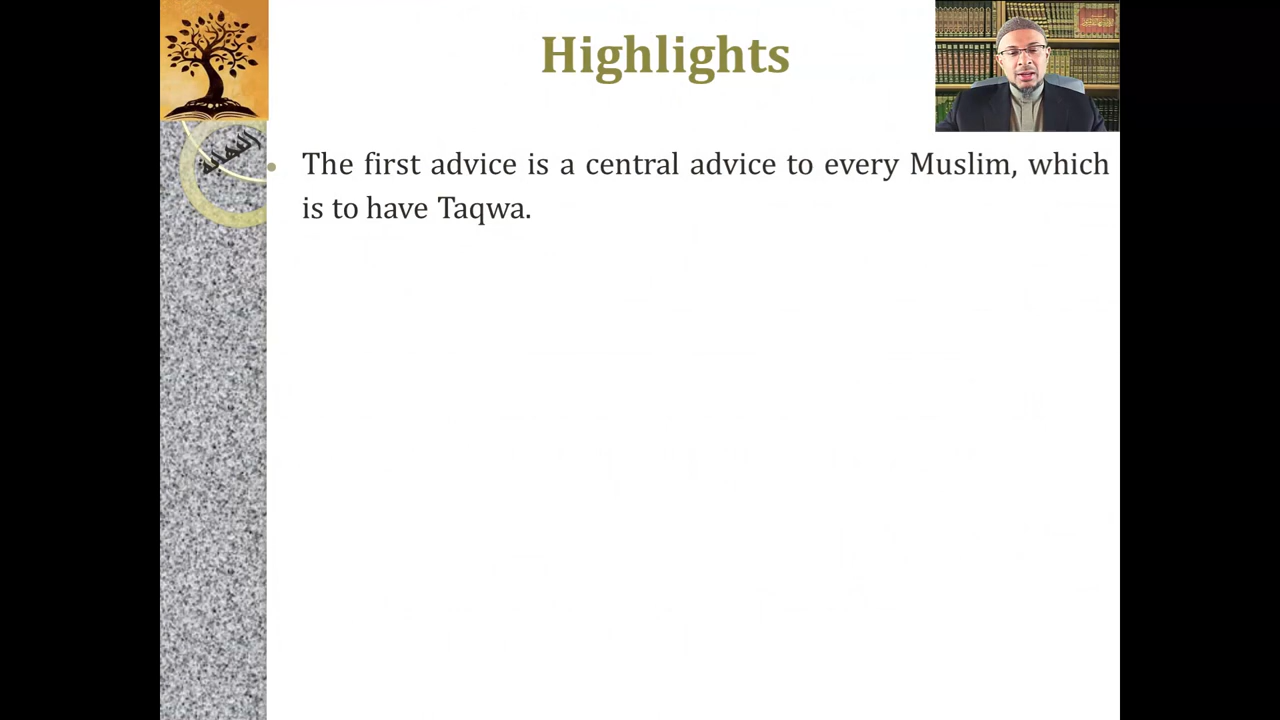 Highlights
The first advice is a central advice to every Muslim, which
is to have Taqwa.